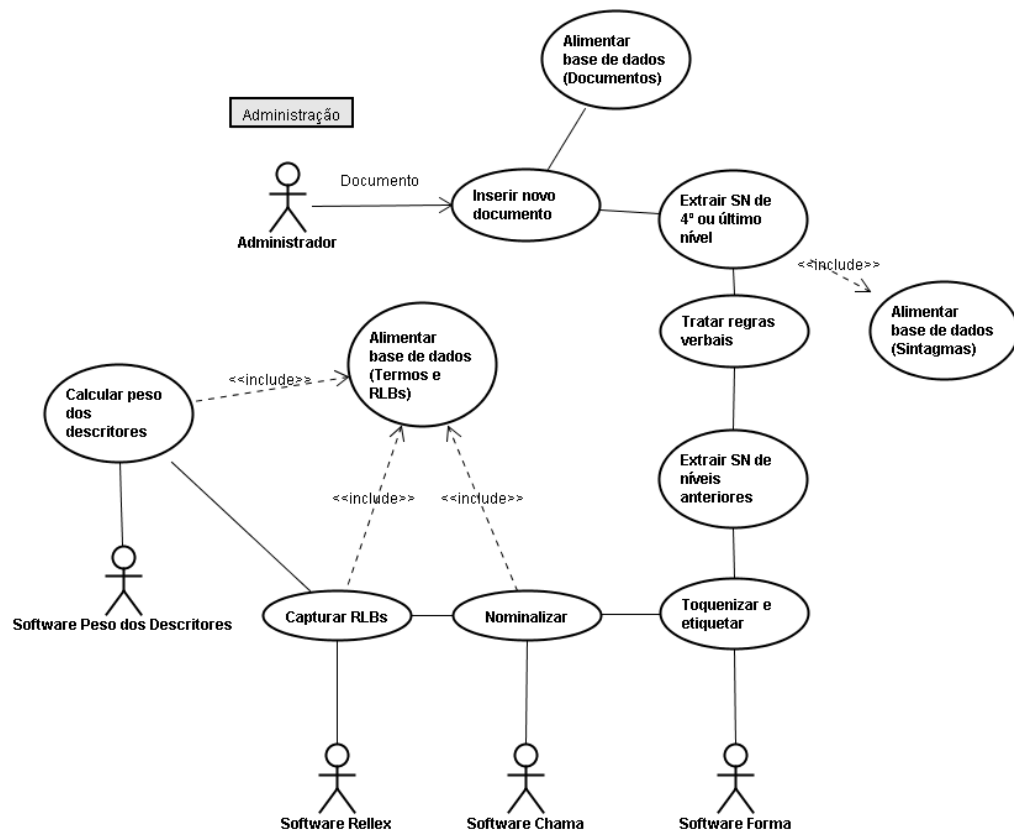 Alimentar
base de dados
(Documentos)
Administração
Documento
Inserir novo
documento
Extrair SN de
4º ou último
nível
Administrador
<<include>>
Alimentar
base de dados
(Sintagmas)
Tratar regras
verbais
Alimentar
base de dados
(Termos e
RLBs)
<<include>>
Calcular peso
dos
descritores
Extrair SN de
níveis
anteriores
<<include>>
<<include>>
Software Peso dos Descritores
Capturar RLBs
Nominalizar
Toquenizar e
etiquetar
Software Rellex
Software Chama
Software Forma